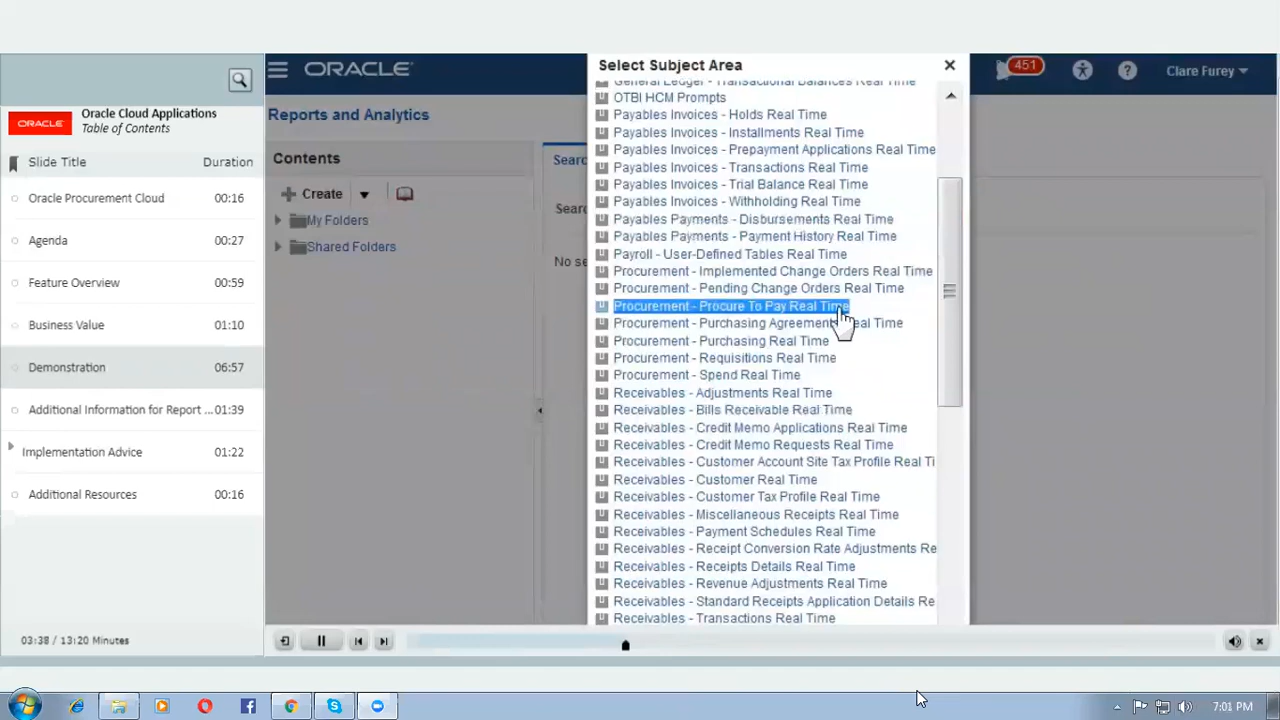 ORACLE
Oracle Cloud Applications
Table of Contents
Slide Title
Duration
Oracle Procurement Cloud
00:16
Agenda
00:27
Feature Overview
00:59
Business Value
01:10
Demonstration
06:57
Additional Information for Report ...
01:39
Implementation Advice
01:22
Additional Resources
00:16
03:38 / 13:20 Minutes
ORACLE
451
Clare Furey
Reports and Analytics
Contents
Create
My Folders
Shared Folders
Searc
Sear
No se
Select Subject Area
General Ledger - Transactional Balances Real Time
OTBI HCM Prompts
Payables Invoices - Holds Real Time
Payables Invoices - Installments Real Time
Payables Invoices - Prepayment Applications Real Time
Payables Invoices - Transactions Real Time
Payables Invoices - Trial Balance Real Time
Payables Invoices - Withholding Real Time
Payables Payments - Disbursements Real Time
Payables Payments - Payment History Real Time
Payroll - User-Defined Tables Real Time
Procurement - Implemented Change Orders Real Time
Procurement - Pending Change Orders Real Time
Procurement - Procure To Pay Real Time
Procurement - Purchasing Agreements Real Time
Procurement - Purchasing Real Time
Procurement - Requisitions Real Time
Procurement - Spend Real Time
Receivables - Adjustments Real Time
Receivables - Bills Receivable Real Time
Receivables - Credit Memo Applications Real Time
Receivables - Credit Memo Requests Real Time
Receivables - Customer Account Site Tax Profile Real Ti
Receivables - Customer Real Time
Receivables - Customer Tax Profile Real Time
Receivables - Miscellaneous Receipts Real Time
Receivables - Payment Schedules Real Time
Receivables - Receipt Conversion Rate Adjustments Re
Receivables - Receipts Details Real Time
Receivables - Revenue Adjustments Real Time
Receivables - Standard Receipts Application Details Re
Receivables - Transactions Real Time
7:01 PM